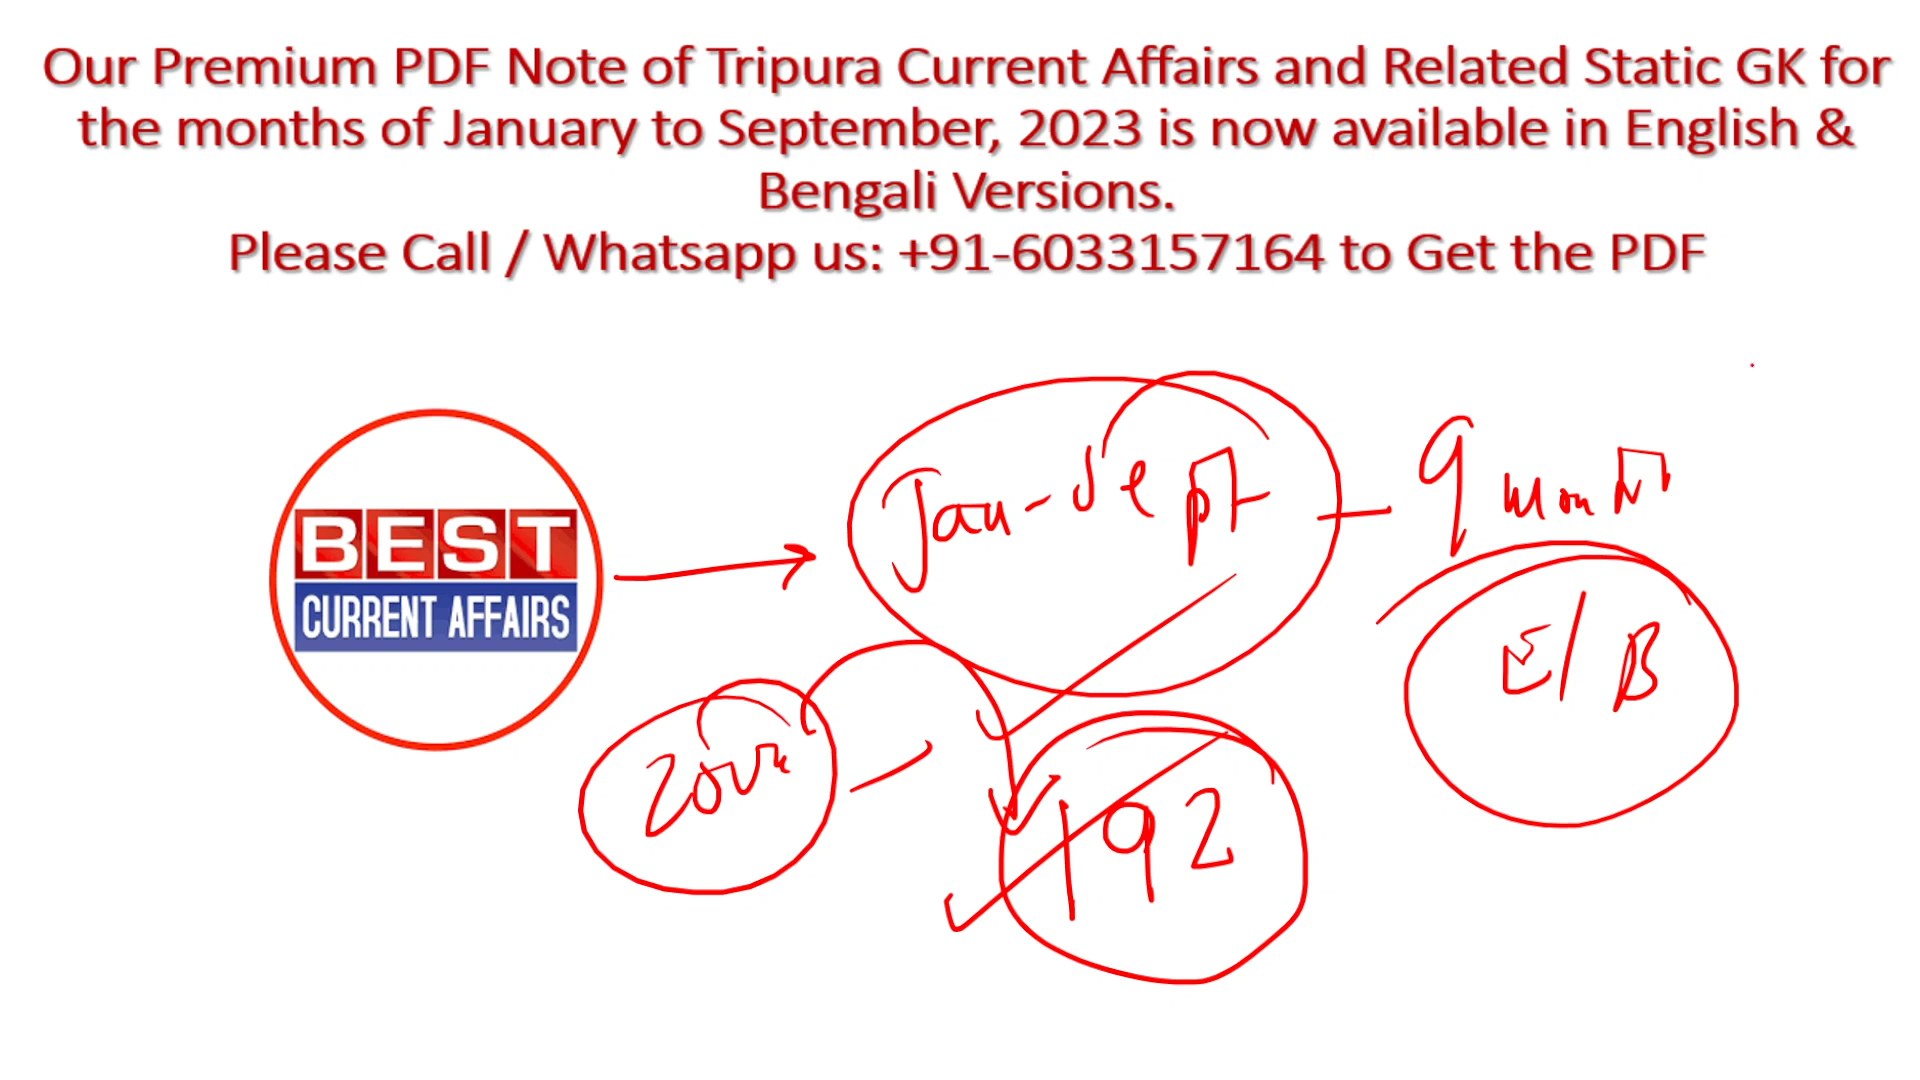 Our Premium PDF Note of Tripura Current Affairs and Related Static GK for
the months of January to September, 2023 is now available in English &
Bengali Versions.
Please Call / Whatsapp us: +91-6033157164 to Get the PDF
Jan-Sept
9 month
BEST
CURRENT AFFAIRS
E/B
192